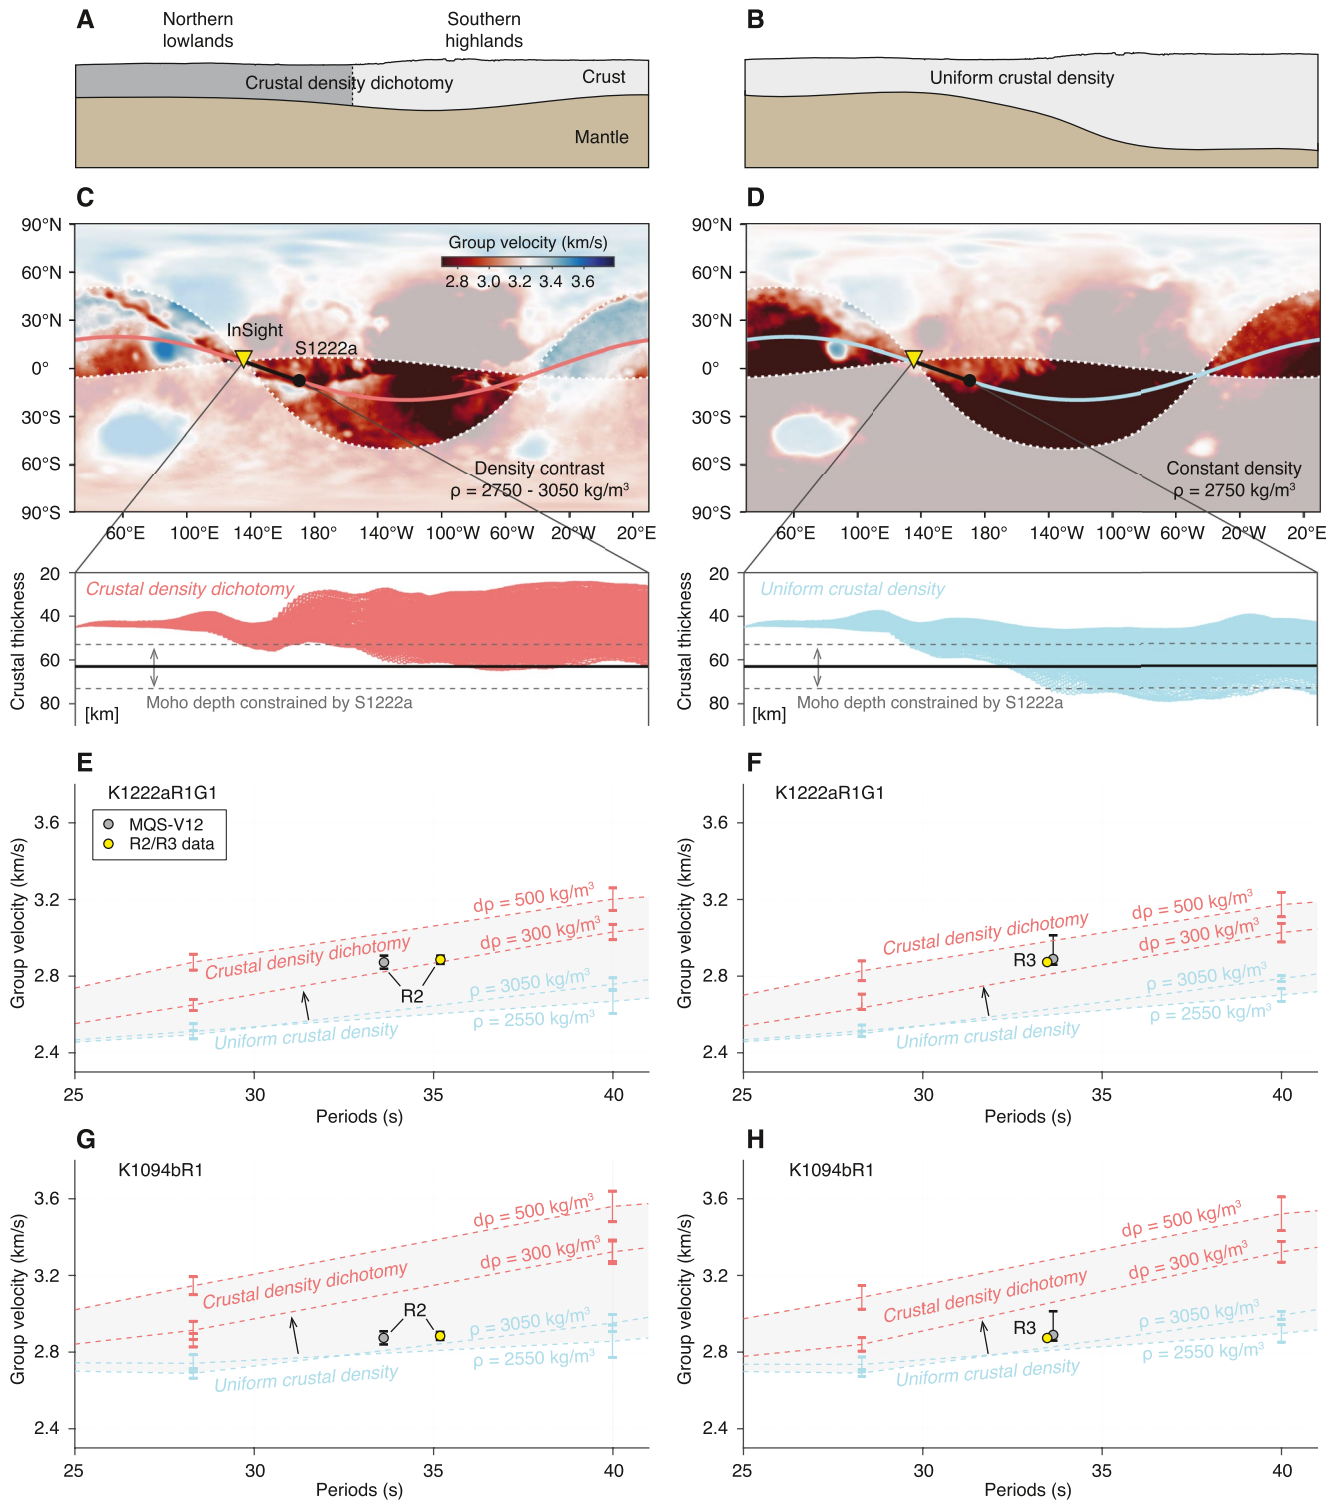 A
Northern
lowlands
Southern
highlands
Crustal density dichotomy
Crust
Mantle
B
Uniform crustal density
C
90°N
60°N
30°N
0°
30°S
60°S
90°S
Group velocity (km/s)
2.8 3.0 3.2 3.4 3.6
InSight
S1222a
Density contrast
ρ = 2750 - 3050 kg/m³
60°E 100°E 140°E 180° 140°W 100°W 60°W 20°W 20°E
D
90°N
60°N
30°N
0°
30°S
60°S
90°S
Constant density
ρ = 2750 kg/m³
60°E 100°E 140°E 180° 140°W 100°W 60°W 20°W 20°E
Crustal thickness
20
40
60
80
Crustal density dichotomy
Moho depth constrained by S1222a
[km]
Crustal thickness
20
40
60
80
Uniform crustal density
Moho depth constrained by S1222a
[km]
E
K1222aR1G1
MQS-V12
R2/R3 data
Group velocity (km/s)
3.6
3.2
2.8
2.4
dρ = 500 kg/m³
Crustal density dichotomy
dρ = 300 kg/m³
R2
ρ = 3050 kg/m³
ρ = 2550 kg/m³
Uniform crustal density
25 30 35 40
Periods (s)
F
K1222aR1G1
Group velocity (km/s)
3.6
3.2
2.8
2.4
dρ = 500 kg/m³
Crustal density dichotomy
dρ = 300 kg/m³
R3
ρ = 3050 kg/m³
ρ = 2550 kg/m³
Uniform crustal density
25 30 35 40
Periods (s)
G
K1094bR1
Group velocity (km/s)
3.6
3.2
2.8
2.4
dρ = 500 kg/m³
dρ = 300 kg/m³
Crustal density dichotomy
R2
ρ = 3050 kg/m³
ρ = 2550 kg/m³
Uniform crustal density
25 30 35 40
Periods (s)
H
K1094bR1
Group velocity (km/s)
3.6
3.2
2.8
2.4
dρ = 500 kg/m³
dρ = 300 kg/m³
Crustal density dichotomy
R3
ρ = 3050 kg/m³
ρ = 2550 kg/m³
Uniform crustal density
25 30 35 40
Periods (s)